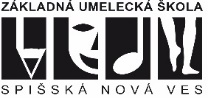 ZÁKLADNÁ UMELECKÁ ŠKOLA
SPIŠSKÁ NOVÁ VES